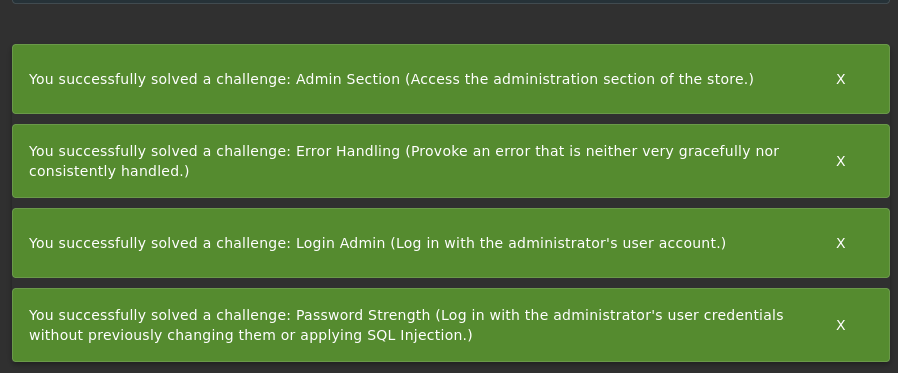 You successfully solved a challenge: Admin Section (Access the administration section of the store.)
X
You successfully solved a challenge: Error Handling (Provoke an error that is neither very gracefully nor
consistently handled.)
X
You successfully solved a challenge: Login Admin (Log in with the administrator's user account.)
X
You successfully solved a challenge: Password Strength (Log in with the administrator's user credentials
without previously changing them or applying SQL Injection.)
X